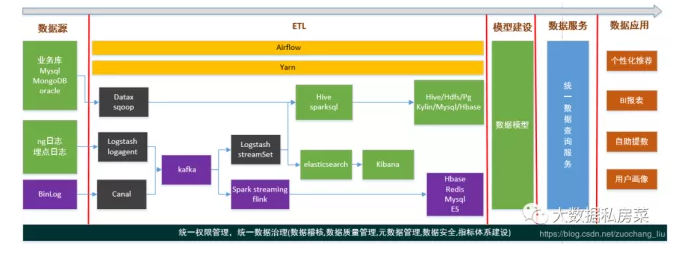 数据源
ETL
模型建设
数据服务
数据应用
Airflow
Yarn
业务库
Mysql
MongoDB
oracle
Datax
sqoop
Hive
sparksql
Hive/Hdfs/Pg
Kylin/Mysql/Hbase
ng日志
埋点日志
Logstash
logagent
kafka
Logstash
streamSet
elasticsearch
Kibana
BinLog
Canal
Spark streaming
flink
Hbase
Redis
Mysql
ES
数据模型
统一数据查询服务
个性化推荐
BI报表
自助提数
用户画像
大数据私房菜
统一权限管理、统一数据治理(数据稽核,数据质量管理,元数据管理,数据安全,指标体系建设)
https://blog.csdn.net/zuochang_liu